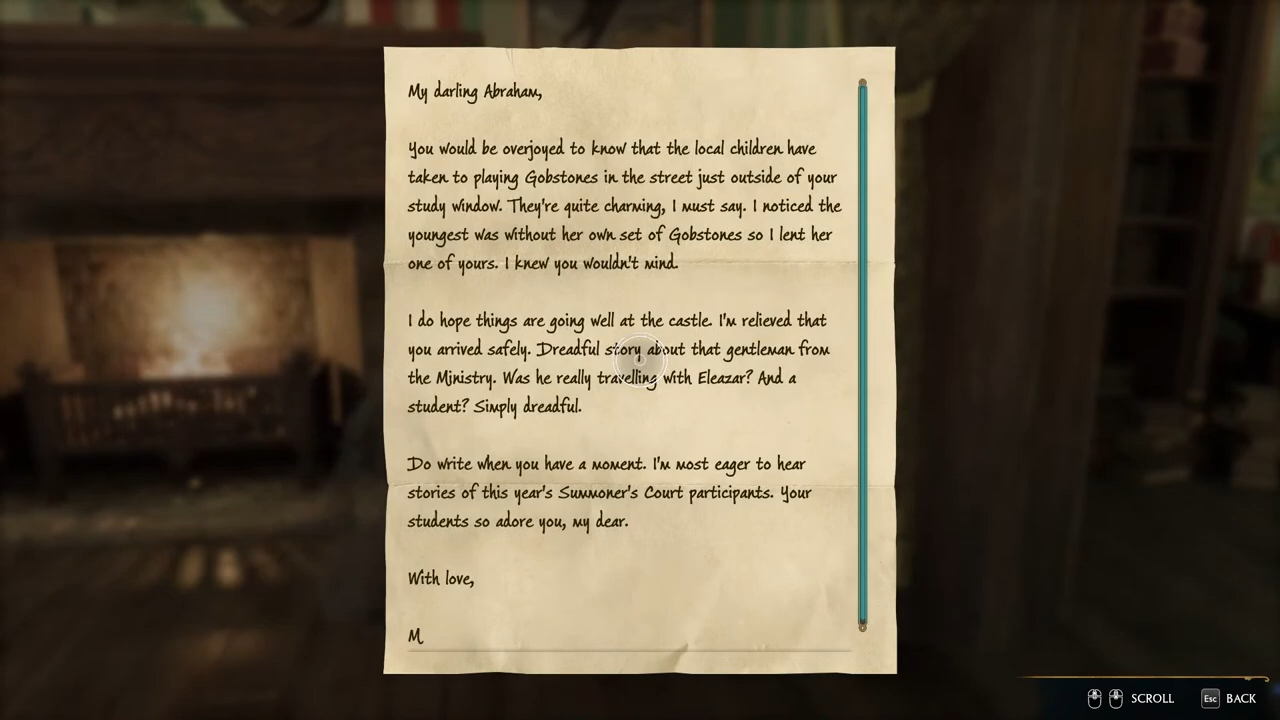 My darling Abraham,
You would be overjoyed to know that the local children have
taken to playing Gobstones in the street just outside of your
study window. They're quite charming, I must say. I noticed the
youngest was without her own set of Gobstones so I lent her
one of yours. I knew you wouldn't mind.
I do hope things are going well at the castle. I'm relieved that
you arrived safely. Dreadful story about that gentleman from
the Ministry. Was he really travelling with Eleazar? And a
student? Simply dreadful.
Do write when you have a moment. I'm most eager to hear
stories of this year's Summoner's Court participants. Your
students so adore you, my dear.
With love,
M
SCROLL
Esc BACK